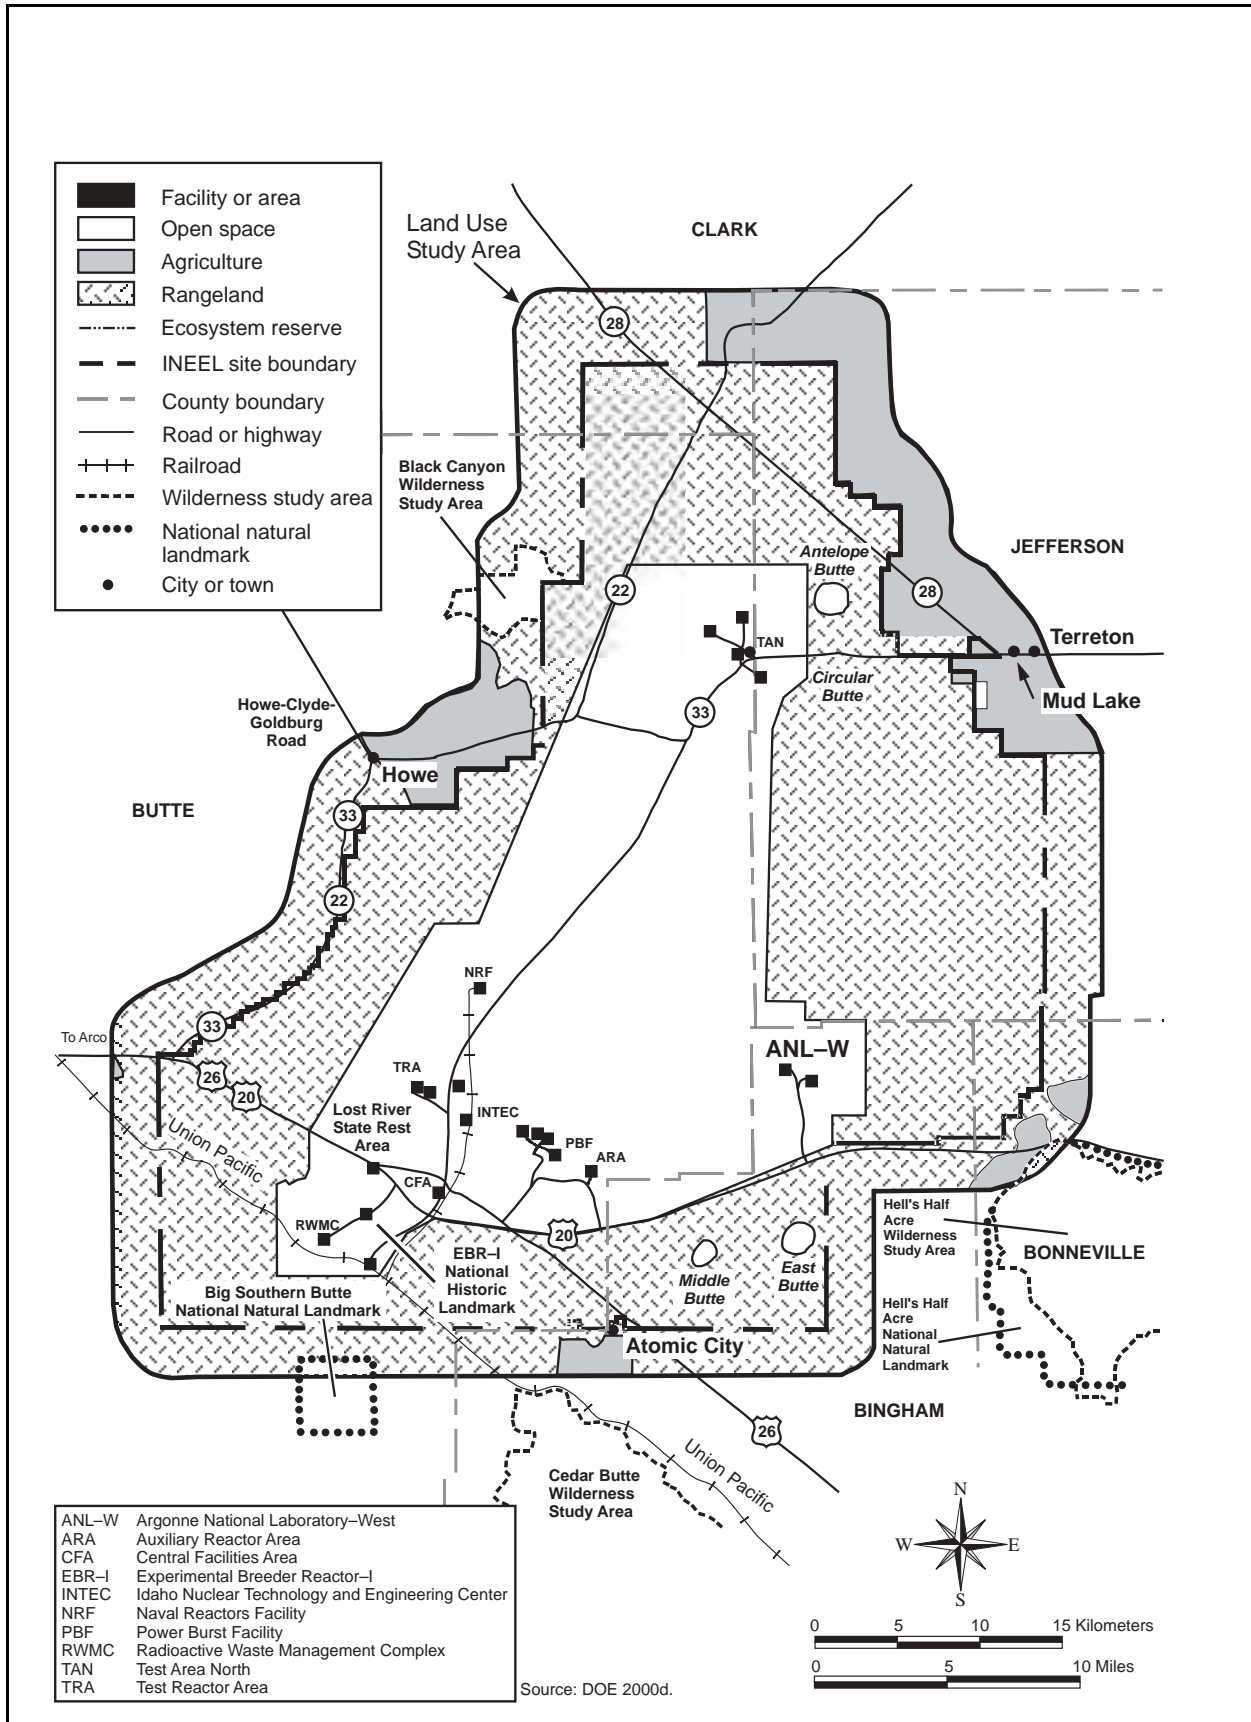 Facility or area
Open space
Agriculture
Rangeland
Ecosystem reserve
INEEL site boundary
County boundary
Road or highway
Railroad
Wilderness study area
National natural
landmark
City or town
Land Use
Study Area
CLARK
28
Black Canyon
Wilderness
Study Area
JEFFERSON
Antelope
Butte
22
28
TAN
Terreton
Circular
Butte
Mud Lake
Howe-Clyde-
Goldburg
Road
33
Howe
BUTTE
33
22
NRF
33
To Arco
ANL–W
26
20
TRA
Lost River
State Rest
Area
INTEC
PBF
ARA
Union Pacific
CFA
RWMC
20
EBR–I
National
Historic
Landmark
Middle
Butte
East
Butte
Hell's Half
Acre
Wilderness
Study Area
BONNEVILLE
Big Southern Butte
National Natural Landmark
Hell's Half
Acre
National
Natural
Landmark
Atomic City
BINGHAM
26
Union Pacific
Cedar Butte
Wilderness
Study Area
ANL–W Argonne National Laboratory–West
ARA Auxiliary Reactor Area
CFA Central Facilities Area
EBR–I Experimental Breeder Reactor–I
INTEC Idaho Nuclear Technology and Engineering Center
NRF Naval Reactors Facility
PBF Power Burst Facility
RWMC Radioactive Waste Management Complex
TAN Test Area North
TRA Test Reactor Area
Source: DOE 2000d.
N
W E
S
0 5 10 15 Kilometers
0 5 10 Miles